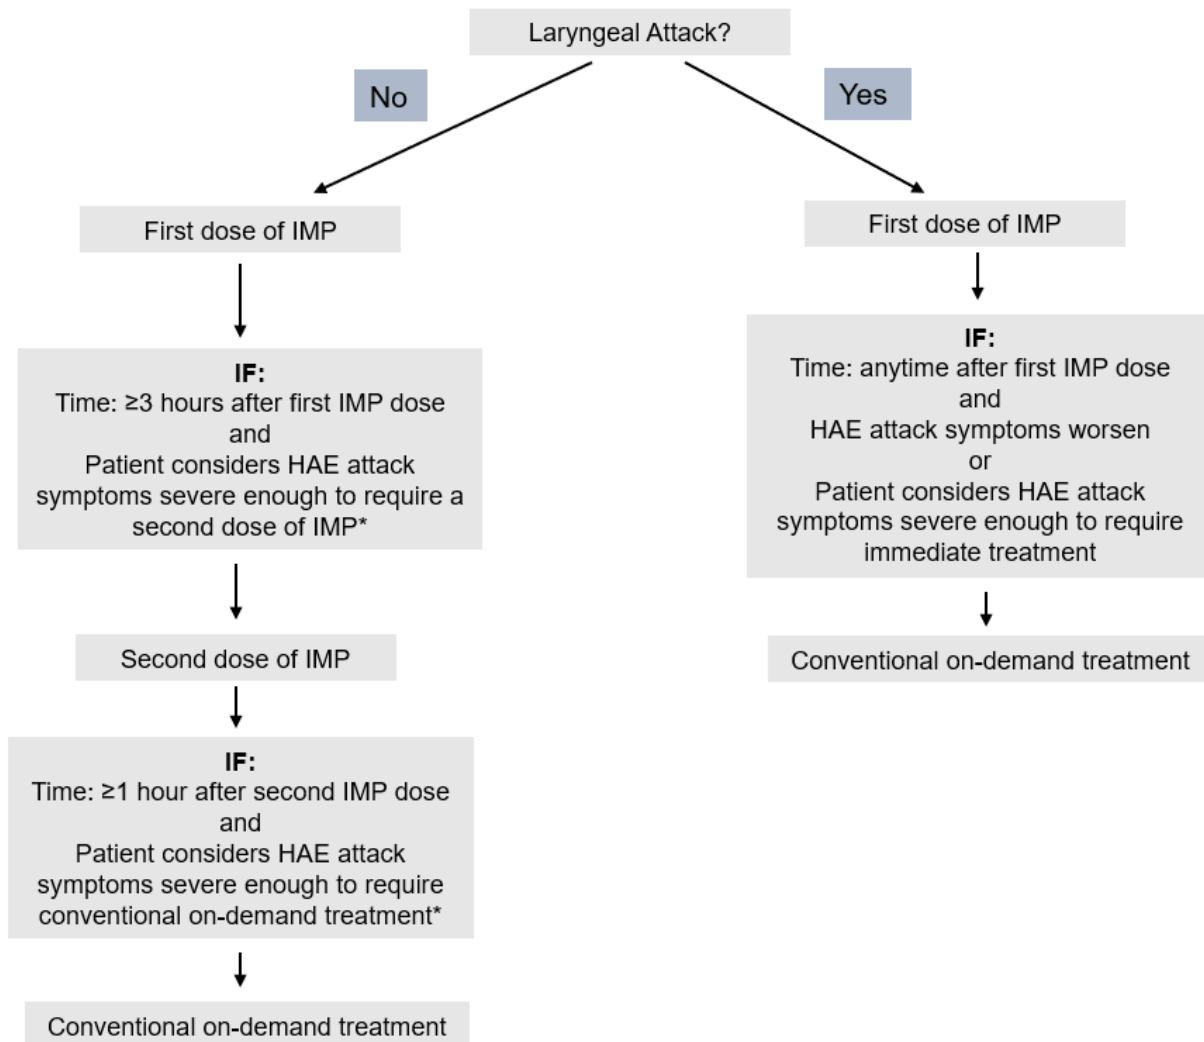 Laryngeal Attack?
No
Yes
First dose of IMP
IF:
Time: ≥3 hours after first IMP dose
and
Patient considers HAE attack
symptoms severe enough to require a
second dose of IMP*
Second dose of IMP
IF:
Time: ≥1 hour after second IMP dose
and
Patient considers HAE attack
symptoms severe enough to require
conventional on-demand treatment*
Conventional on-demand treatment
First dose of IMP
IF:
Time: anytime after first IMP dose
and
HAE attack symptoms worsen
or
Patient considers HAE attack
symptoms severe enough to require
immediate treatment
Conventional on-demand treatment